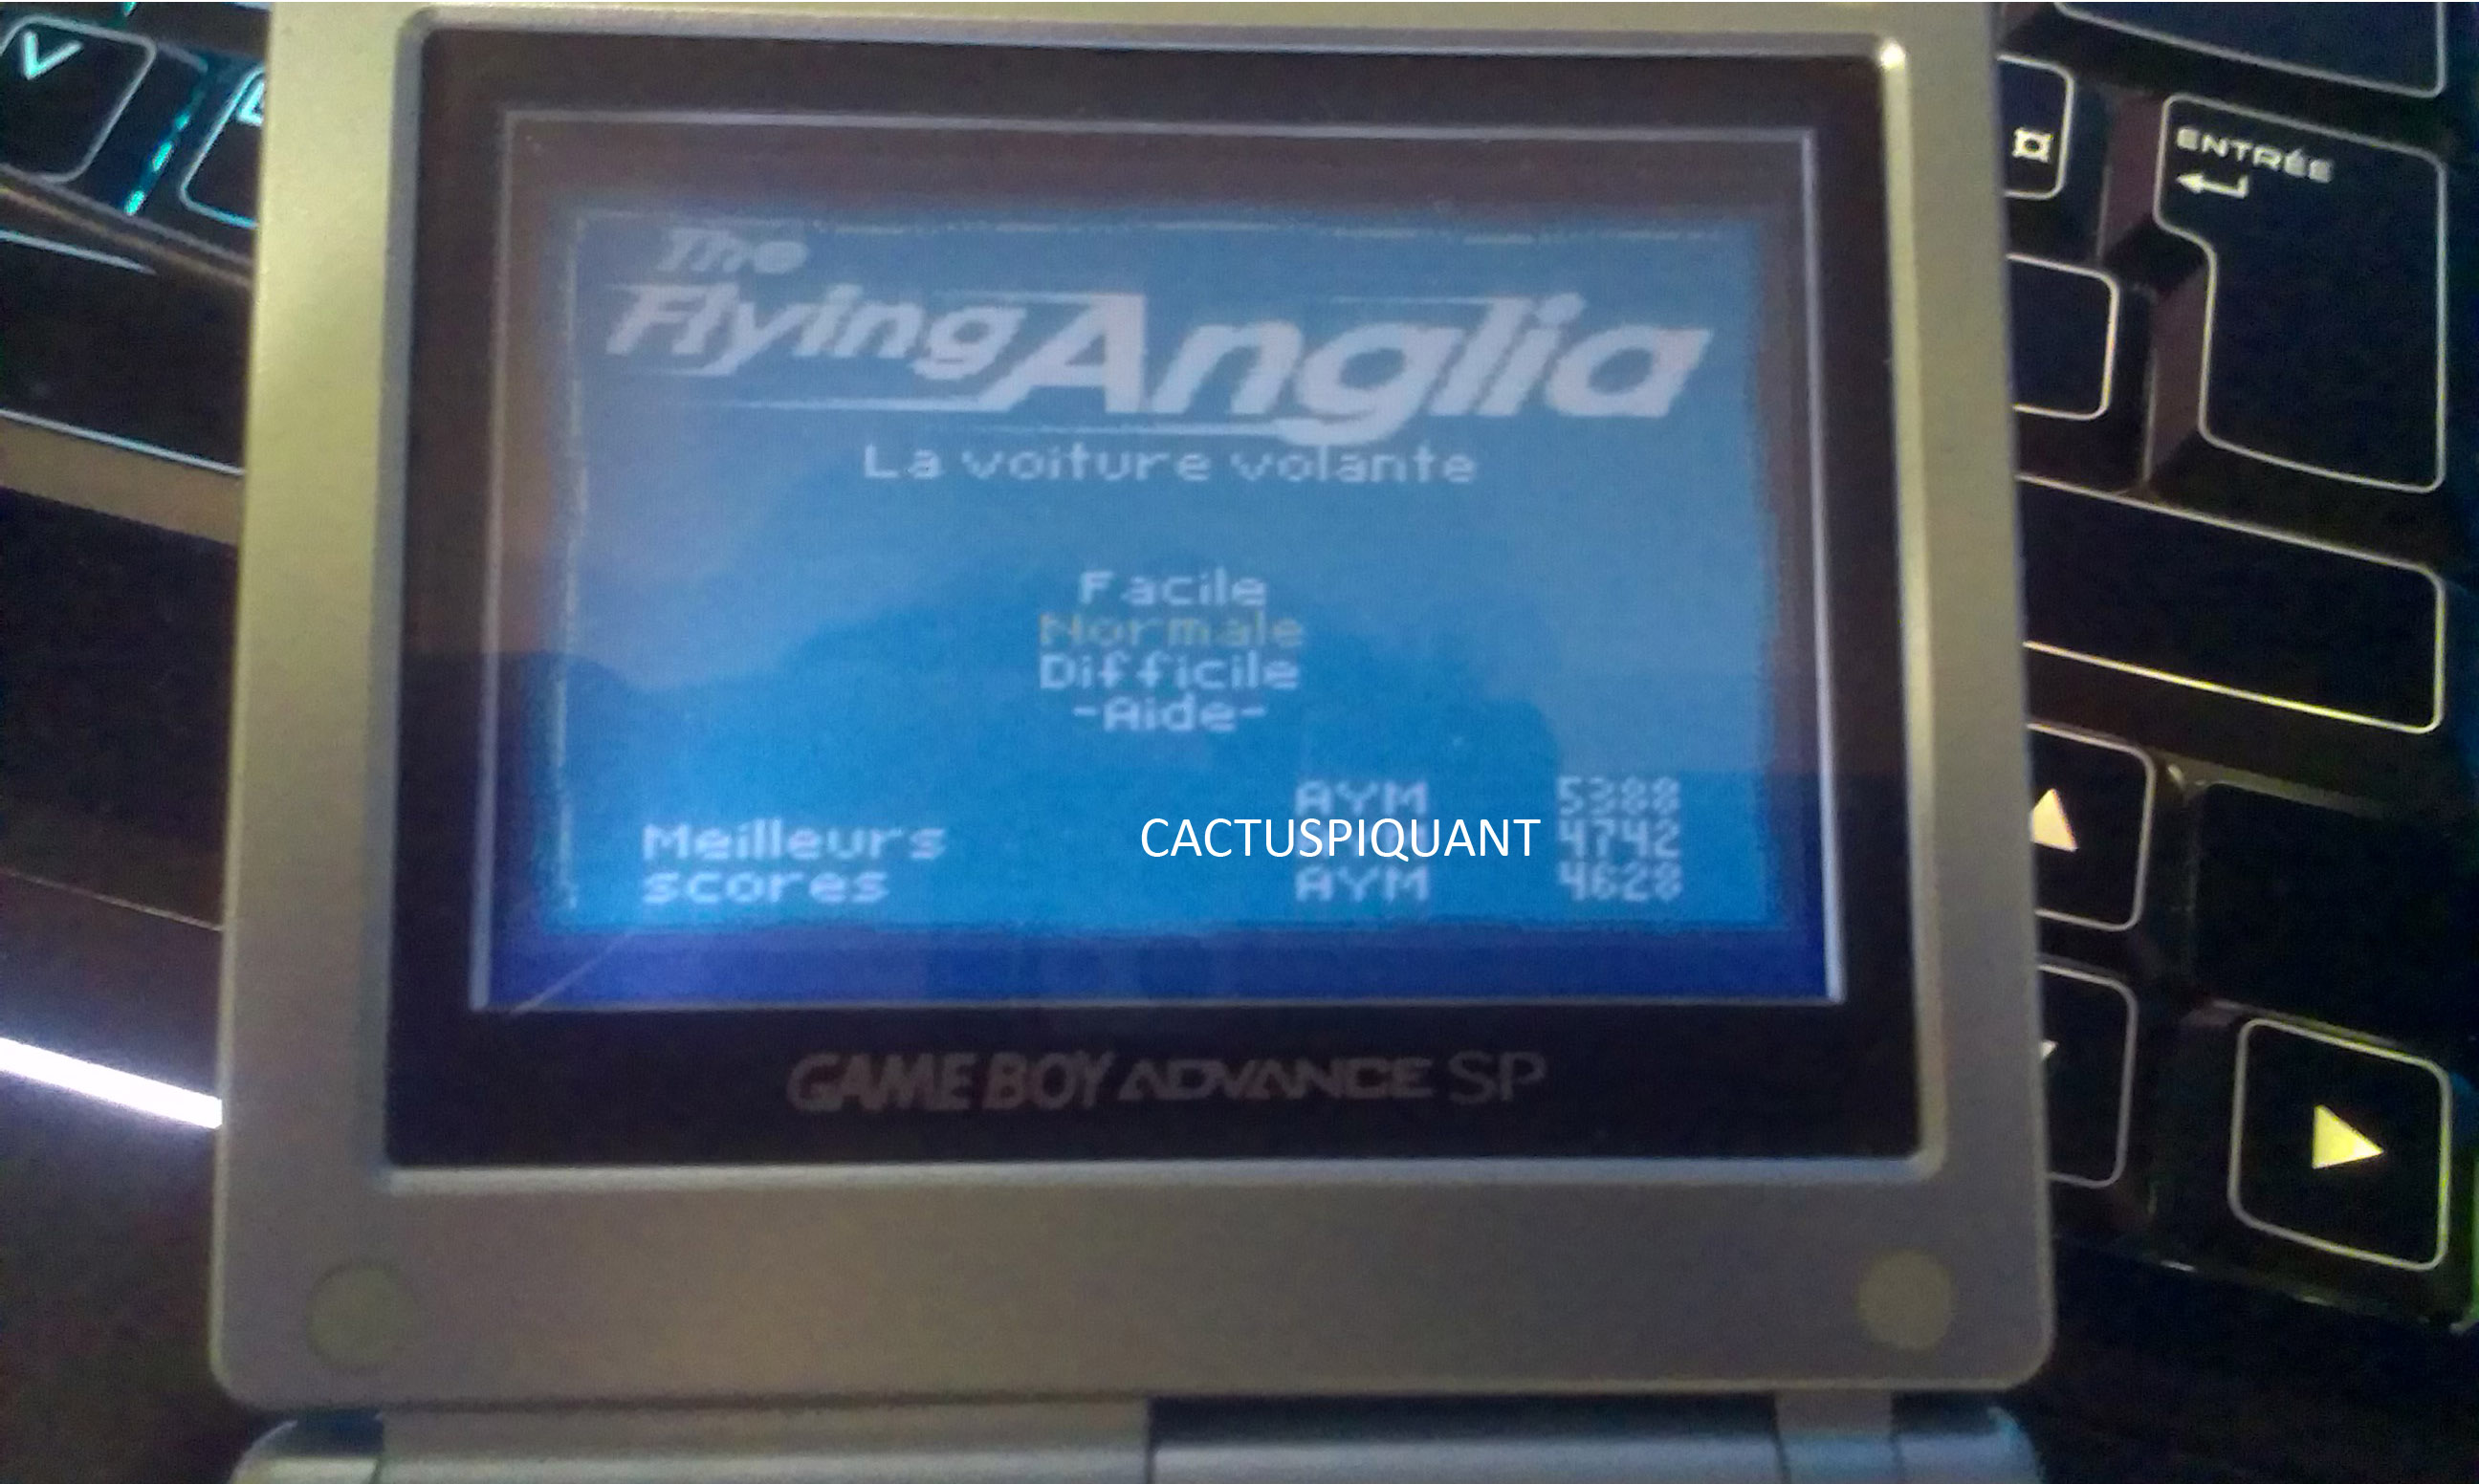 V
ENTRÉE
The
Flying Anglia
La voiture volante
Facile
Normale
Difficile
-Aide-
Meilleurs
scores
AYM 5388
CACTUSPIQUANT 4742
AYM 4628
GAME BOY ADVANCE SP